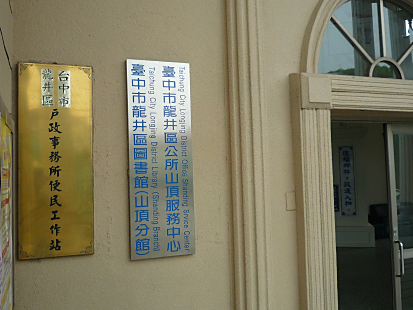 台中市
龍井區
戶政事務所便民工作站
臺中市龍井區公所山頂服務中心
Taichung City Longjing District Office Shanding Srvice Center
臺中市龍井區圖書館(山頂分館)
Taichung City Longjing District Library (Shanding Branch)